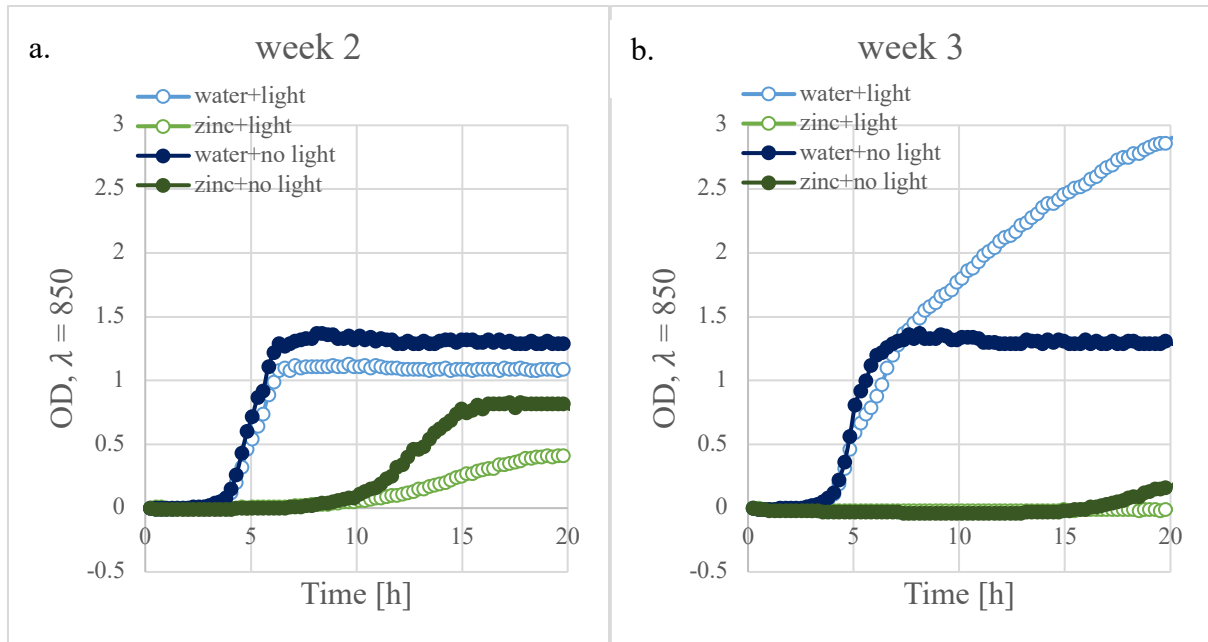 a.
week 2
water+light
zinc+light
water+no light
zinc+no light
3
2.5
2
1.5
1
0.5
0
-0.5
0
5
10
15
20
OD, λ = 850
Time [h]
b.
week 3
water+light
zinc+light
water+no light
zinc+no light
3
2.5
2
1.5
1
0.5
0
-0.5
0
5
10
15
20
OD, λ = 850
Time [h]